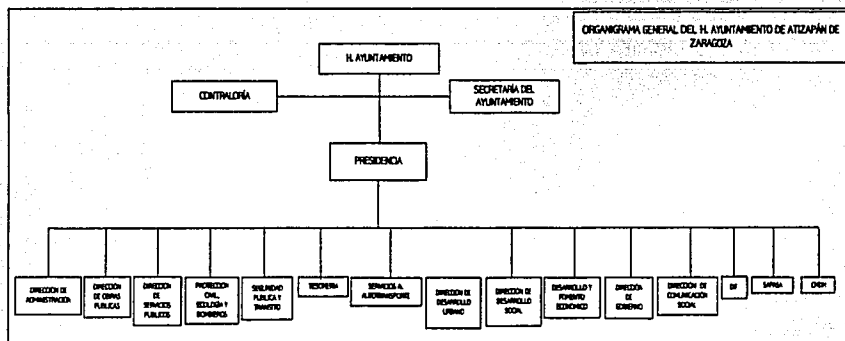 ORGANIGRAMA GENERAL DEL H. AYUNTAMIENTO DE ATIZAPÁN DE
ZARAGOZA
H. AYUNTAMIENTO
CONTRALORÍA
SECRETARÍA DEL
AYUNTAMIENTO
PRESIDENCIA
DIRECCIÓN DE
ADMINISTRACIÓN
DIRECCIÓN
DE OBRAS
PUBLICAS
DIRECCIÓN
DE
SERVICIOS
PUBLICOS
PROTECCION
CIVIL,
ECOLOGÍA Y
BOMBEROS
SEGURIDAD
PUBLICA Y
TRANSITO
TESORERIA
SERVICIOS A.
AUTOTRANSPORTE
DIRECCIÓN DE
DESARROLLO
URBANO
DIRECCIÓN DE
DESARROLLO
SOCIAL
DESARROLLO Y
FOMENTO
ECONOMICO
DIRECCIÓN
DE
GOBIERNO
DIRECCIÓN DE
COMUNICACIÓN
SOCIAL
DIF
SAPASA